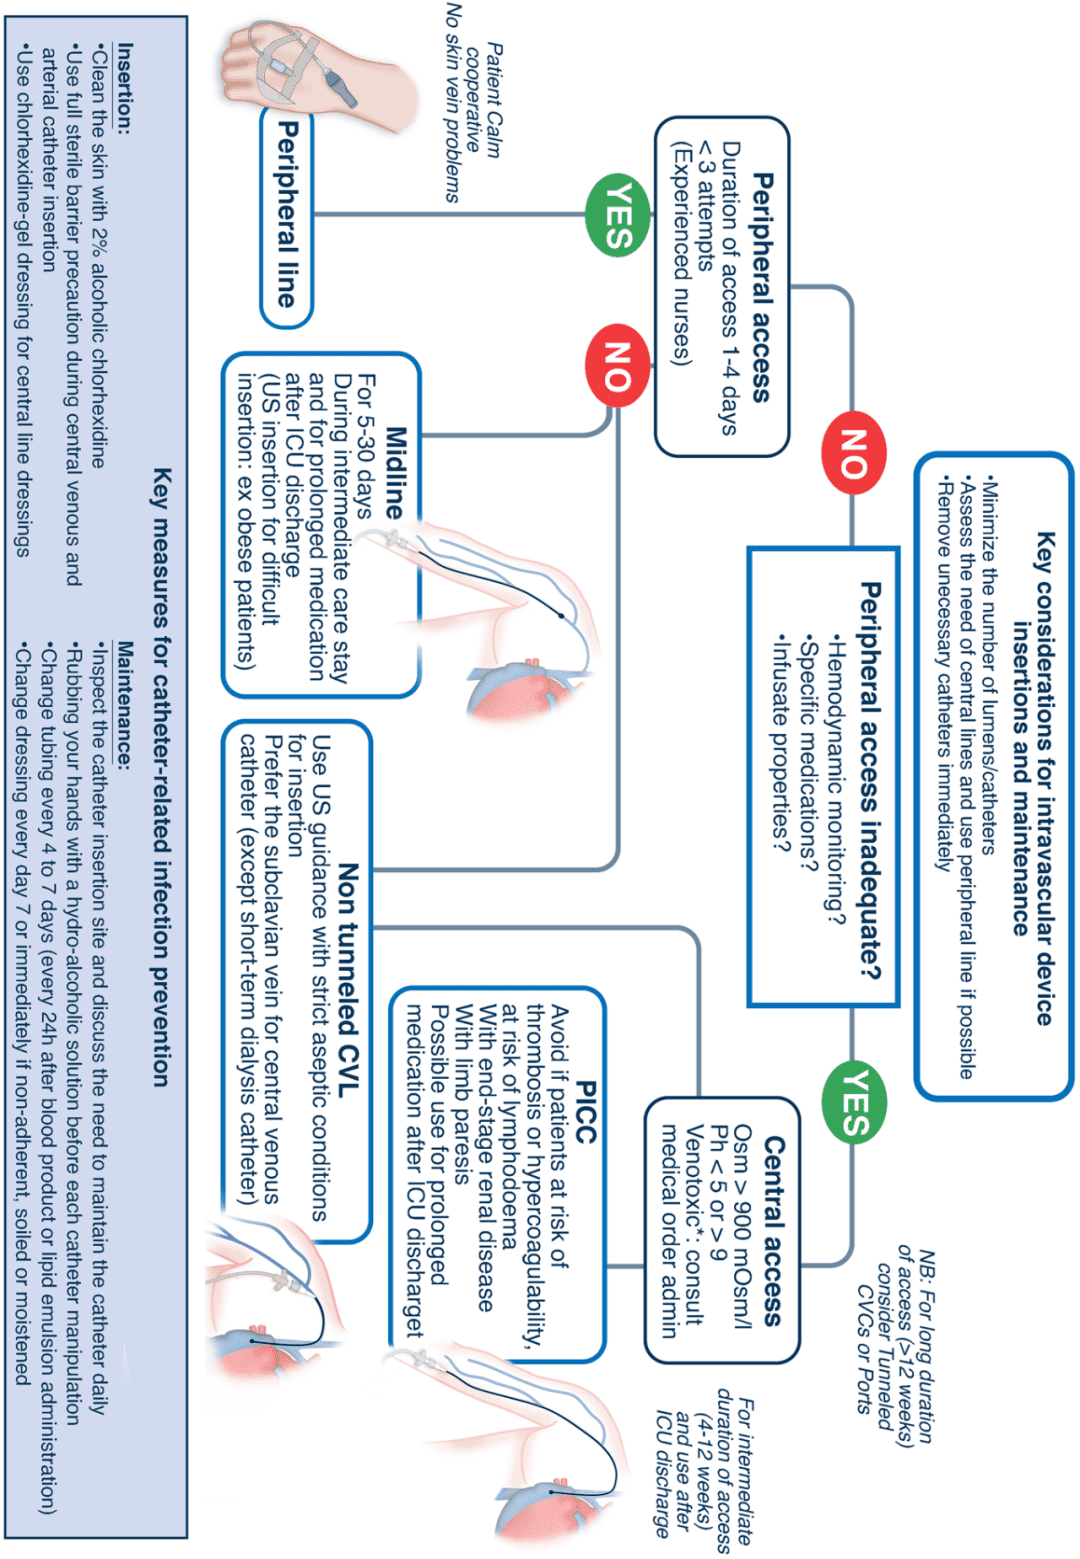 Key considerations for intravascular device
insertions and maintenance
•Minimize the number of lumens/catheters
•Assess the need of central lines and use peripheral line if possible
•Remove unecessary catheters immediately
NO
Peripheral access inadequate?
•Hemodynamic monitoring?
•Specific medications?
•Infusate properties?
YES
NB: For long duration
of access (>12 weeks)
consider Tunneled
CVCs or Ports
Peripheral access
Duration of access 1-4 days
< 3 attempts
(Experienced nurses)
Central access
Osm > 900 mOsm/l
Ph < 5 or > 9
Venotoxic*: consult
medical order admin
For intermediate
duration of access
(4-12 weeks)
and use after
ICU discharge
YES
NO
Patient Calm
cooperative
No skin vein problems
Peripheral line
Midline
For 5-30 days
During intermediate care stay
and for prolonged medication
after ICU discharge
(US insertion for difficult
insertion: ex obese patients)
PICC
Avoid if patients at risk of
thrombosis or hypercoagulability,
at risk of lymphodoema
With end-stage renal disease
With limb paresis
Possible use for prolonged
medication after ICU discharget
Non tunneled CVL
Use US guidance with strict aseptic conditions
for insertion
Prefer the subclavian vein for central venous
catheter (except short-term dialysis catheter)
Key measures for catheter-related infection prevention
Insertion:
•Clean the skin with 2% alcoholic chlorhexidine
•Use full sterile barrier precaution during central venous and
arterial catheter insertion
•Use chlorhexidine-gel dressing for central line dressings
Maintenance:
•Inspect the catheter insertion site and discuss the need to maintain the catheter daily
•Rubbing your hands with a hydro-alcoholic solution before each catheter manipulation
•Change tubing every 4 to 7 days (every 24h after blood product or lipid emulsion administration)
•Change dressing every day 7 or immediately if non-adherent, soiled or moistened